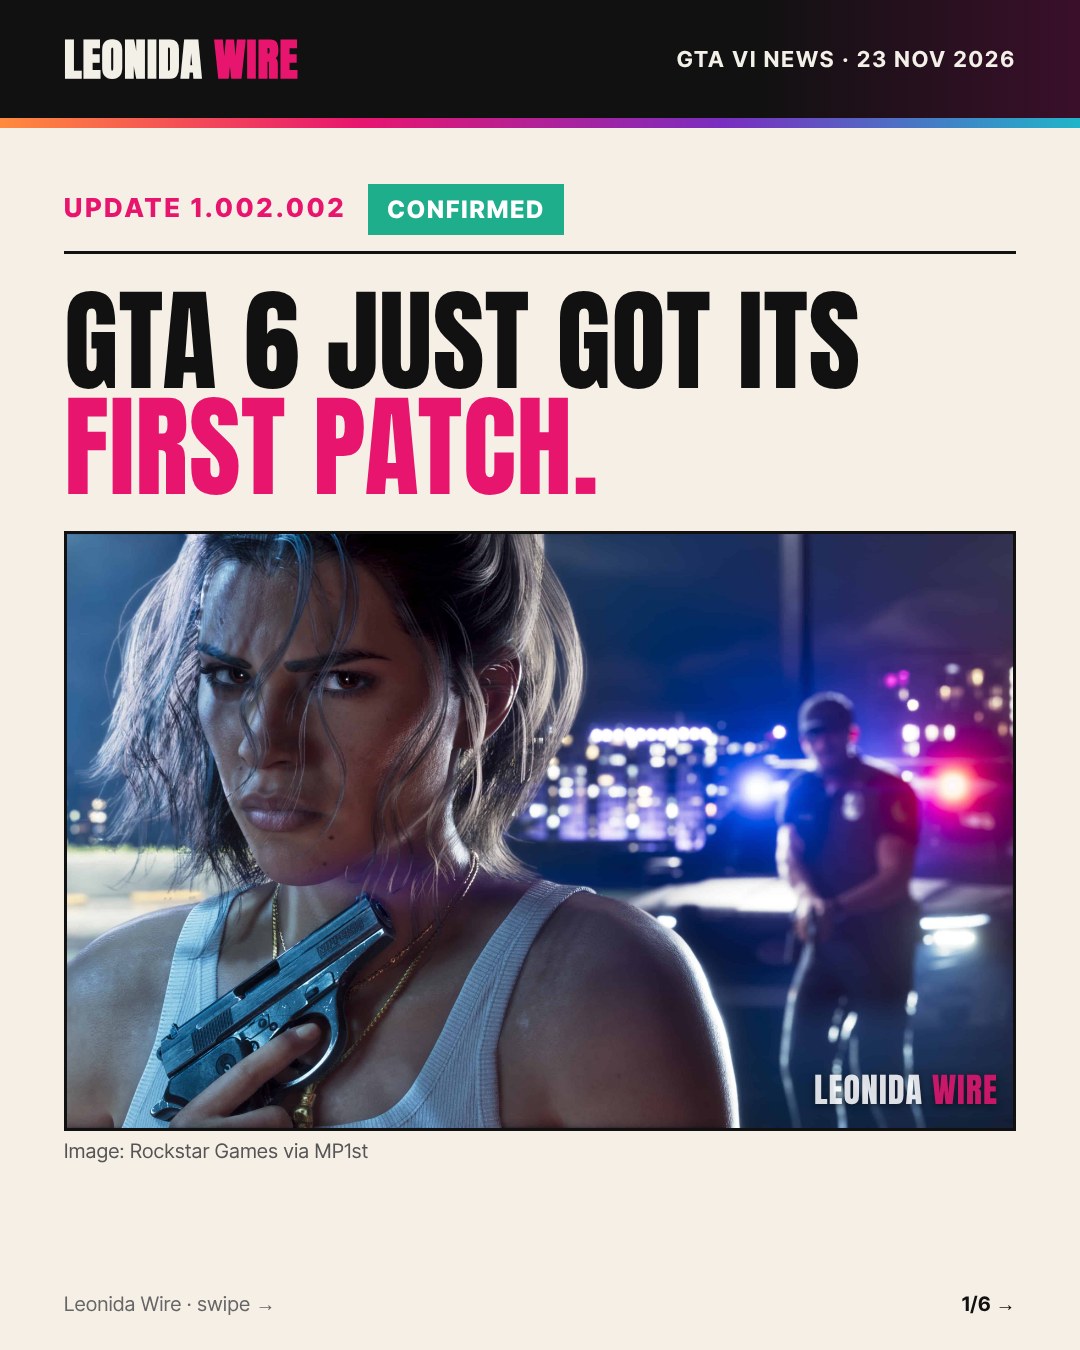 LEONIDA WIRE
GTA VI NEWS · 23 NOV 2026
UPDATE 1.002.002
CONFIRMED
GTA 6 JUST GOT ITS
FIRST PATCH.
LEONIDA WIRE
Image: Rockstar Games via MP1st
Leonida Wire · swipe →
1/6 →